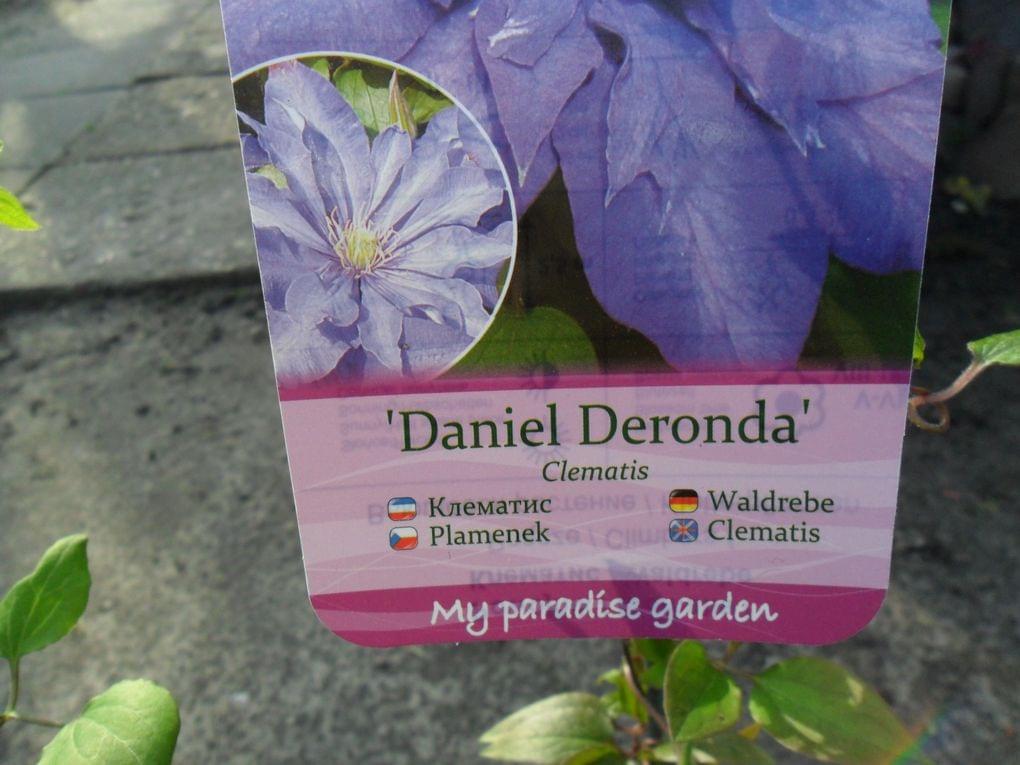 'Daniel Deronda'
Clematis
Клематис Waldrebe
Plamenek Clematis
My paradise garden